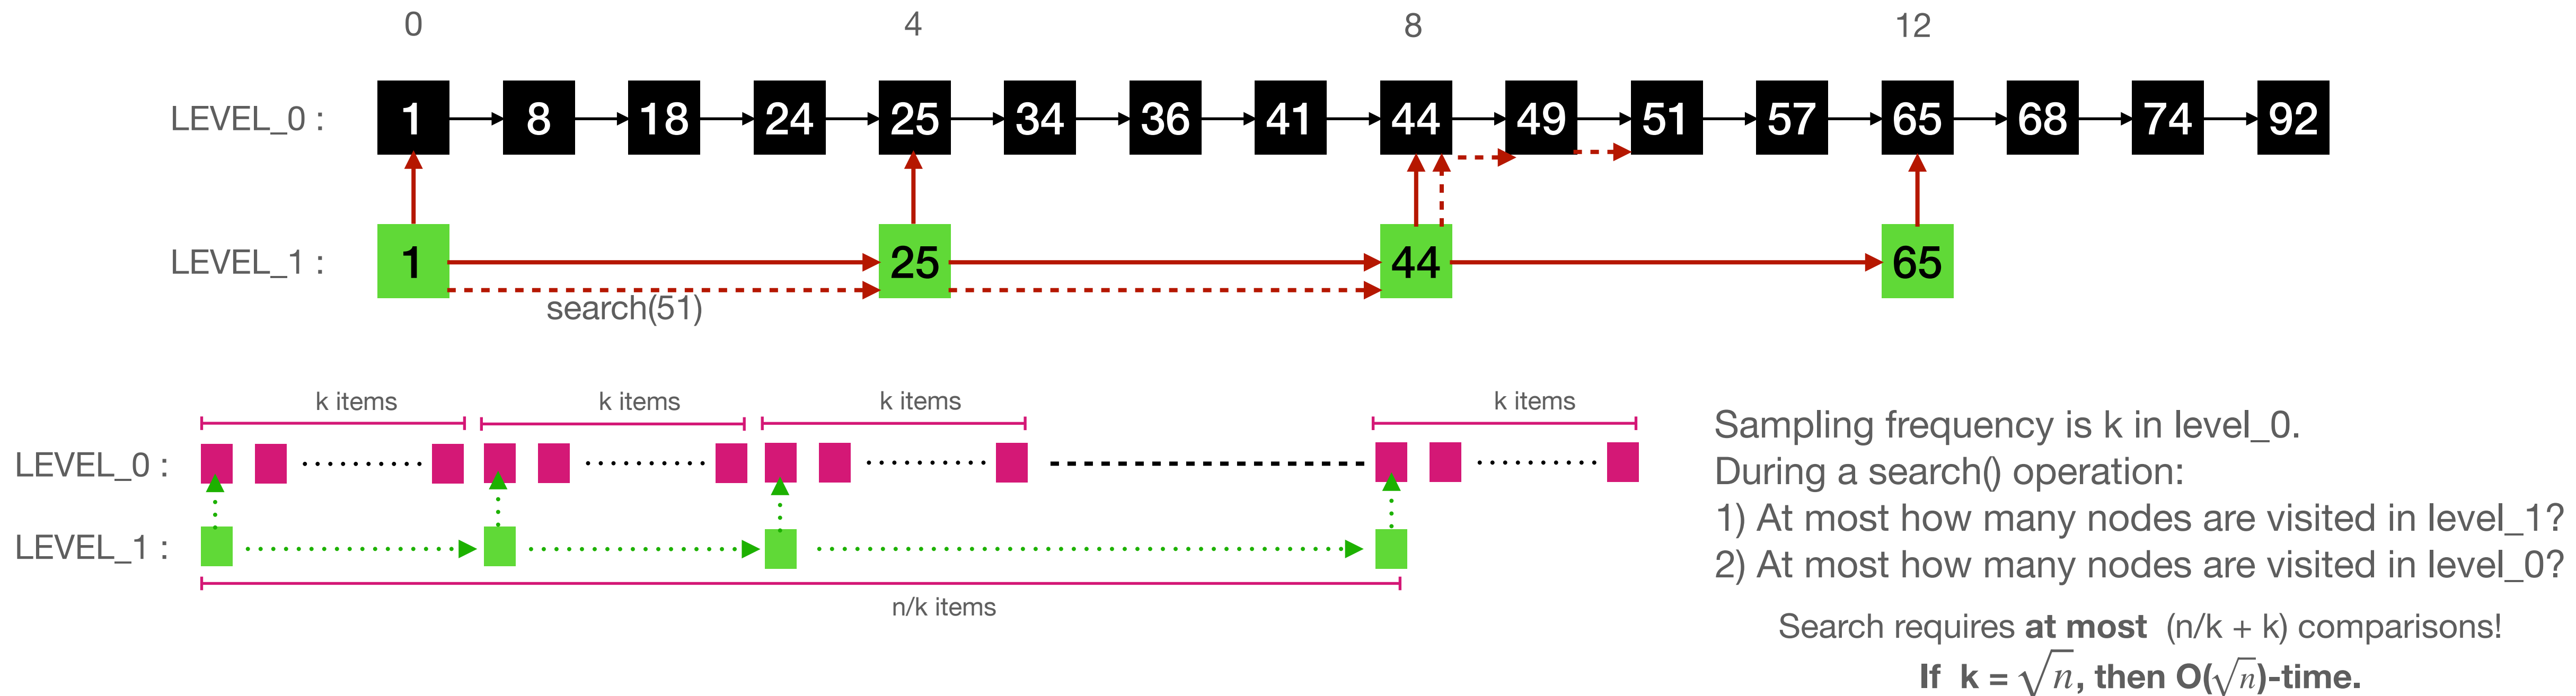 0 4 8 12
LEVEL_0 : 1 8 18 24 25 34 36 41 44 49 51 57 65 68 74 92
LEVEL_1 : 1 25 44 65
search(51)
k items k items k items k items
LEVEL_0 :
LEVEL_1 :
n/k items
Sampling frequency is k in level_0.
During a search() operation:
1) At most how many nodes are visited in level_1?
2) At most how many nodes are visited in level_0?
Search requires at most (n/k + k) comparisons!
If k = √n, then O(√n)-time.